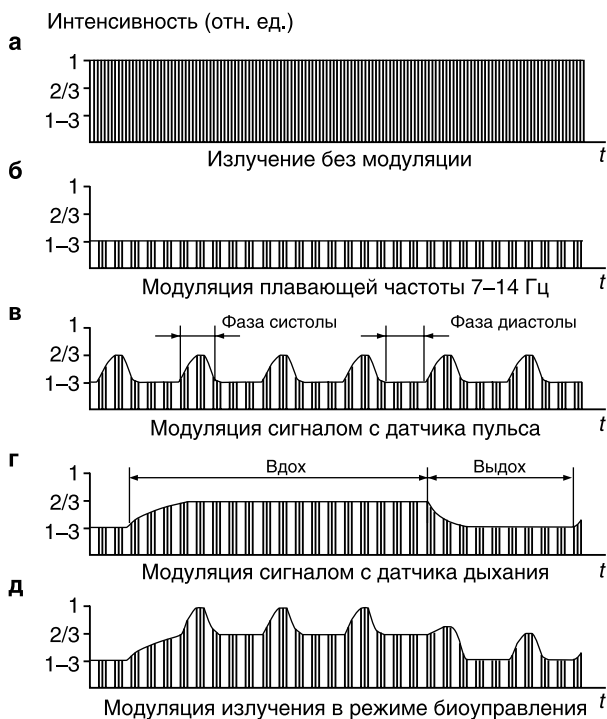 Интенсивность (отн. ед.)
а
1
2/3
1–3
t
Излучение без модуляции
б
1
2/3
1–3
t
Модуляция плавающей частоты 7–14 Гц
в
1
Фаза систолы
Фаза диастолы
2/3
1–3
t
Модуляция сигналом с датчика пульса
г
1
Вдох
Выдох
2/3
1–3
t
Модуляция сигналом с датчика дыхания
д
1
2/3
1–3
t
Модуляция излучения в режиме биоуправления